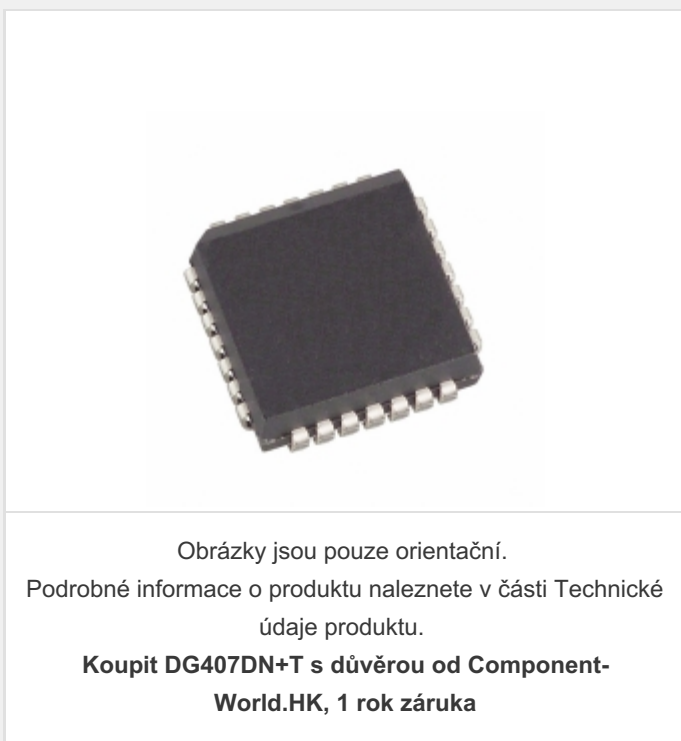 Obrázky jsou pouze orientační.
Podrobné informace o produktu naleznete v části Technické
údaje produktu.
Koupit DG407DN+T s důvěrou od Component-
World.HK, 1 rok záruka